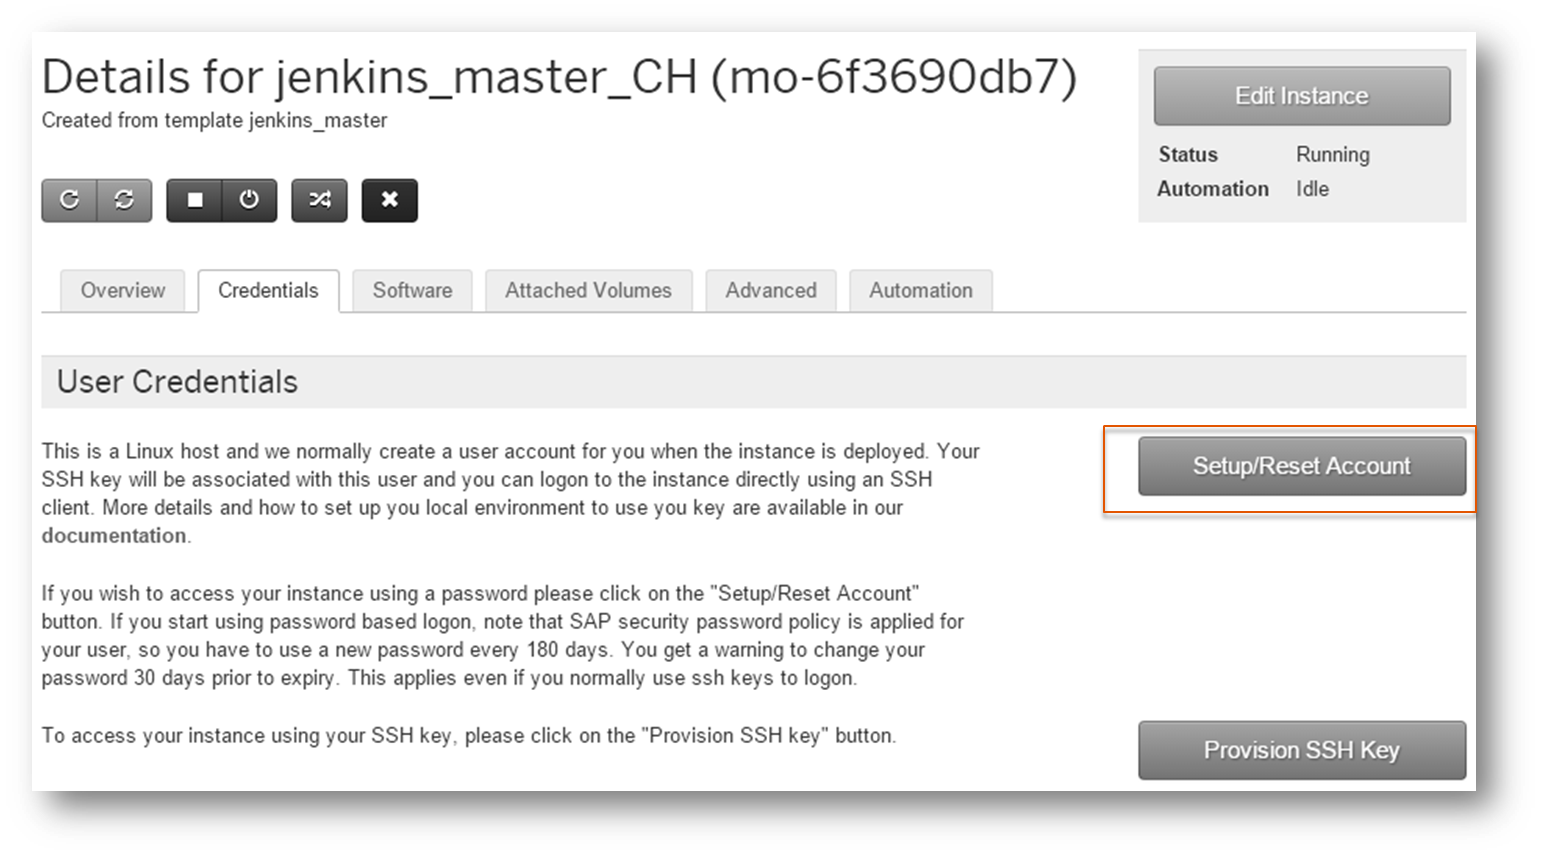 Details for jenkins_master_CH (mo-6f3690db7)
Created from template jenkins_master
Edit Instance
Status Running
Automation Idle
Overview Credentials Software Attached Volumes Advanced Automation
User Credentials
This is a Linux host and we normally create a user account for you when the instance is deployed. Your
SSH key will be associated with this user and you can logon to the instance directly using an SSH
client. More details and how to set up you local environment to use you key are available in our
documentation.
Setup/Reset Account
If you wish to access your instance using a password please click on the "Setup/Reset Account"
button. If you start using password based logon, note that SAP security password policy is applied for
your user, so you have to use a new password every 180 days. You get a warning to change your
password 30 days prior to expiry. This applies even if you normally use ssh keys to logon.
To access your instance using your SSH key, please click on the "Provision SSH key" button.
Provision SSH Key